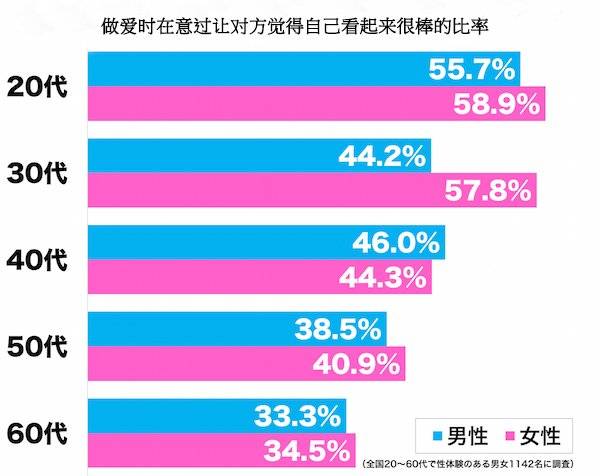 做爱时在意过让对方觉得自己看起来很棒的比率
20代
55.7%
58.9%
30代
44.2%
57.8%
40代
46.0%
44.3%
50代
38.5%
40.9%
60代
33.3%
34.5%
男性 女性
(全国20〜60代で性体験のある男女1142名に調査)